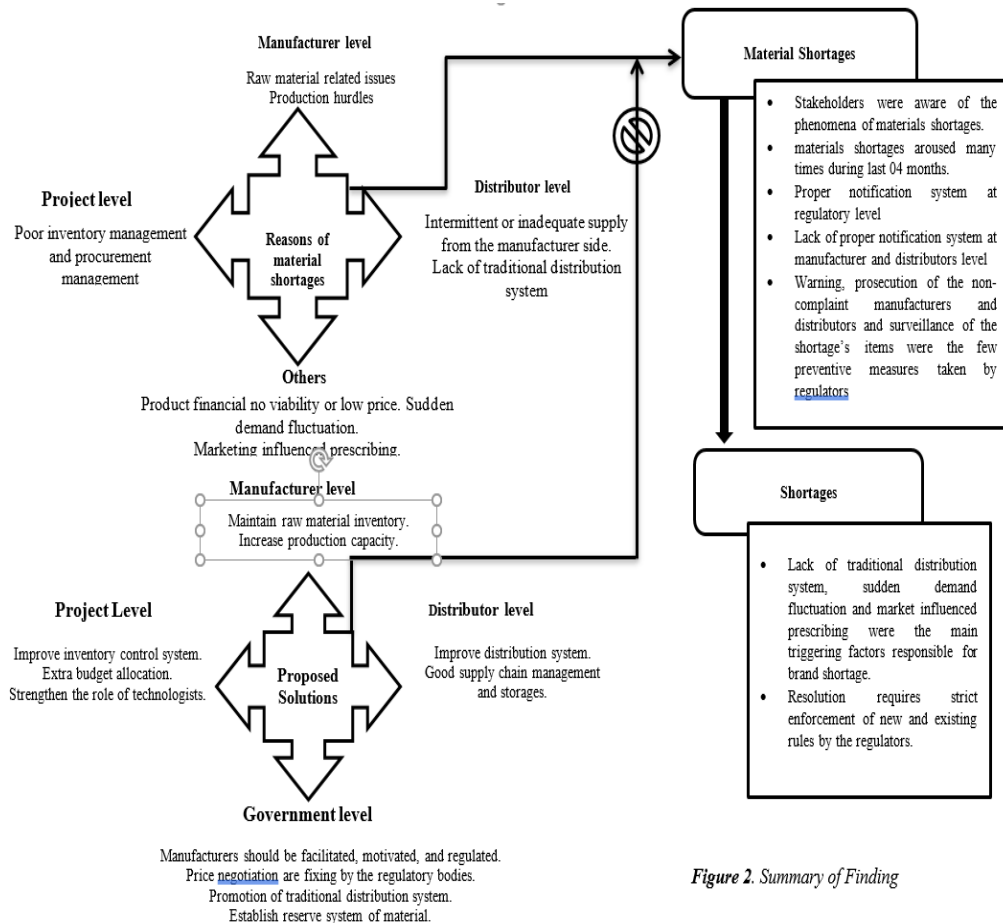 Manufacturer level
Raw material related issues
Production hurdles
Project level
Poor inventory management
and procurement
management
Reasons of
material
shortages
Distributor level
Intermittent or inadequate supply
from the manufacturer side.
Lack of traditional distribution
system
Others
Product financial no viability or low price. Sudden
demand fluctuation.
Marketing influenced prescribing.
Material Shortages
• Stakeholders were aware of the
phenomena of materials shortages.
• materials shortages aroused many
times during last 04 months.
• Proper notification system at
regulatory level
• Lack of proper notification system at
manufacturer and distributors level
• Warning, prosecution of the non-
complaint manufacturers and
distributors and surveillance of the
shortage's items were the few
preventive measures taken by
regulators
Manufacturer level
Maintain raw material inventory.
Increase production capacity.
Project Level
Improve inventory control system.
Extra budget allocation.
Strengthen the role of technologists.
Proposed
Solutions
Distributor level
Improve distribution system.
Good supply chain management
and storages.
Government level
Manufacturers should be facilitated, motivated, and regulated.
Price negotiation are fixing by the regulatory bodies.
Promotion of traditional distribution system.
Establish reserve system of material.
Shortages
• Lack of traditional distribution
system, sudden demand
fluctuation and market influenced
prescribing were the main
triggering factors responsible for
brand shortage.
• Resolution requires strict
enforcement of new and existing
rules by the regulators.
Figure 2. Summary of Finding